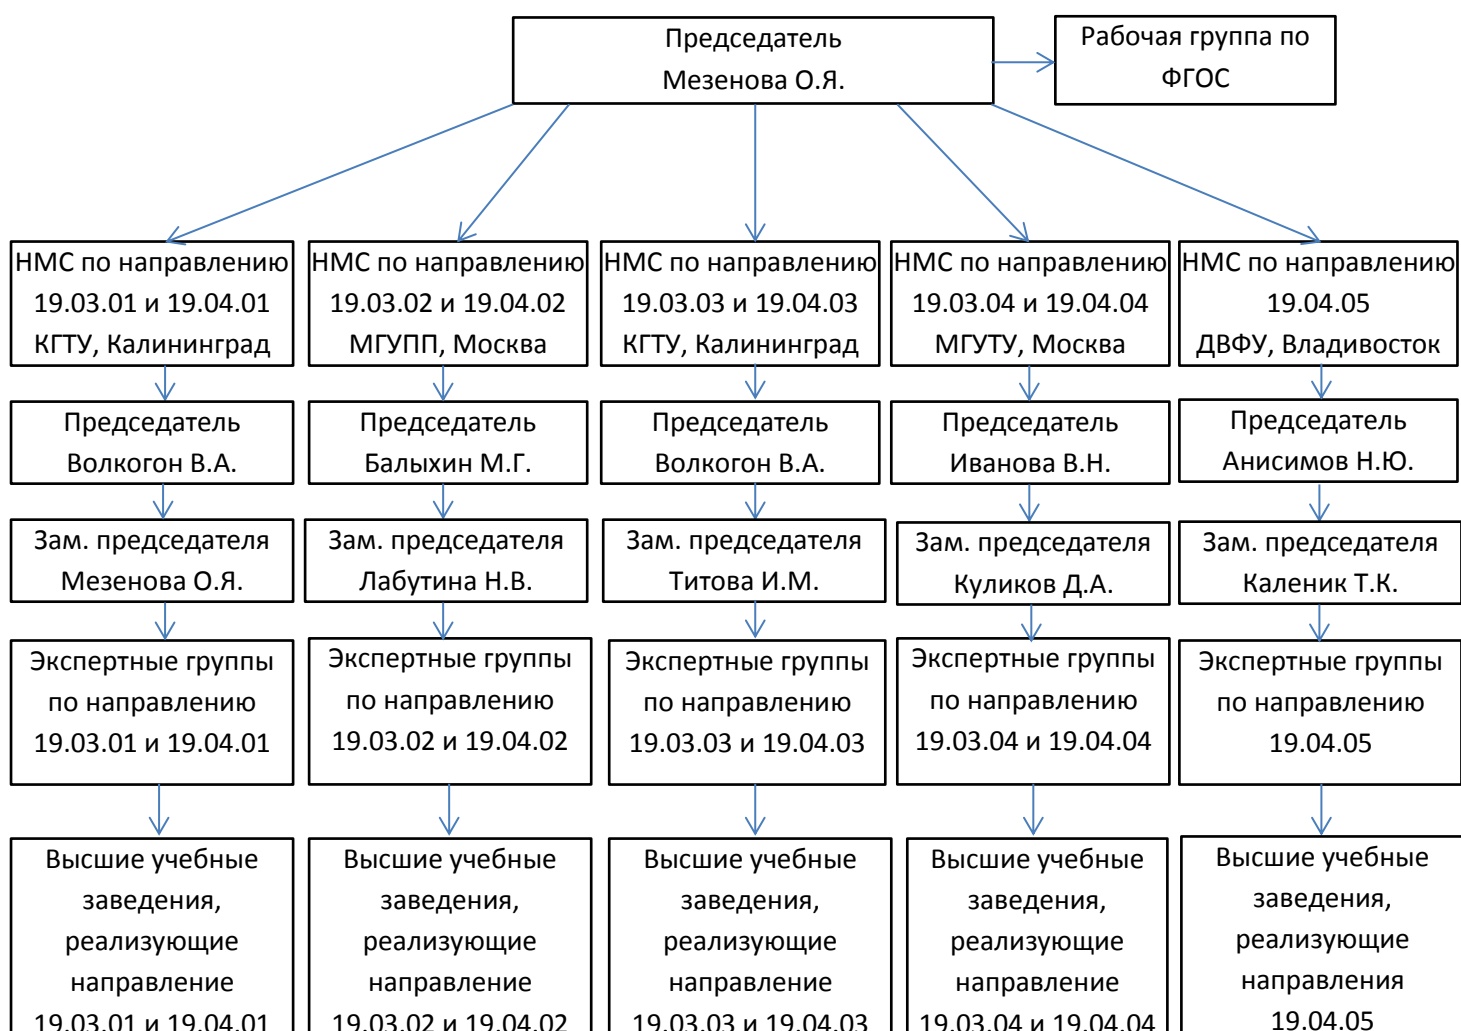 Председатель
Мезенова О.Я.
Рабочая группа по
ФГОС
НМС по направлению
19.03.01 и 19.04.01
КГТУ, Калининград
НМС по направлению
19.03.02 и 19.04.02
МГУПП, Москва
НМС по направлению
19.03.03 и 19.04.03
КГТУ, Калининград
НМС по направлению
19.03.04 и 19.04.04
МГУТУ, Москва
НМС по направлению
19.04.05
ДВФУ, Владивосток
Председатель
Волкогон В.А.
Председатель
Балыхин М.Г.
Председатель
Волкогон В.А.
Председатель
Иванова В.Н.
Председатель
Анисимов Н.Ю.
Зам. председателя
Мезенова О.Я.
Зам. председателя
Лабутина Н.В.
Зам. председателя
Титова И.М.
Зам. председателя
Куликов Д.А.
Зам. председателя
Каленик Т.К.
Экспертные группы
по направлению
19.03.01 и 19.04.01
Экспертные группы
по направлению
19.03.02 и 19.04.02
Экспертные группы
по направлению
19.03.03 и 19.04.03
Экспертные группы
по направлению
19.03.04 и 19.04.04
Экспертные группы
по направлению
19.04.05
Высшие учебные
заведения,
реализующие
направление
19.03.01 и 19.04.01
Высшие учебные
заведения,
реализующие
направление
19.03.02 и 19.04.02
Высшие учебные
заведения,
реализующие
направление
19.03.03 и 19.04.03
Высшие учебные
заведения,
реализующие
направление
19.03.04 и 19.04.04
Высшие учебные
заведения,
реализующие
направления
19.04.05